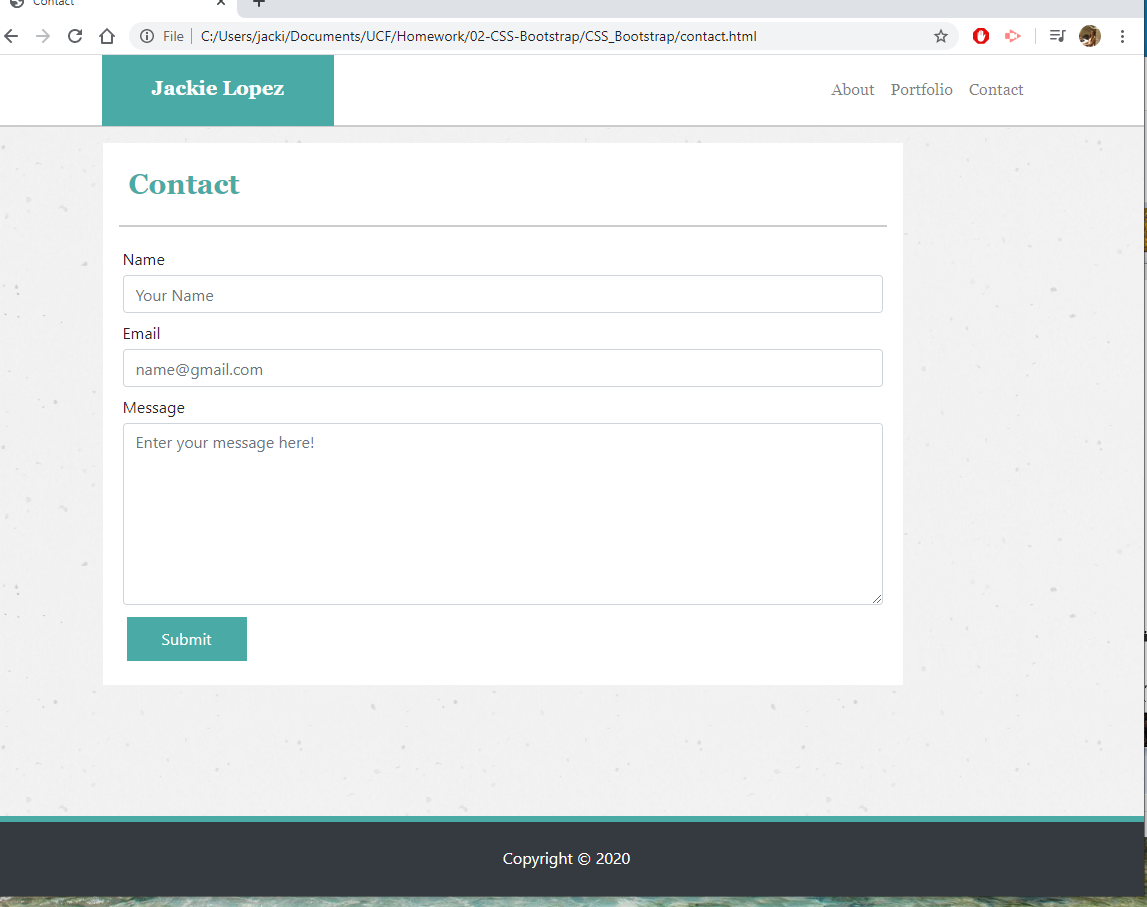 Contact
File C:/Users/jacki/Documents/UCF/Homework/02-CSS-Bootstrap/CSS_Bootstrap/contact.html
Jackie Lopez About Portfolio Contact
Contact
Name
Your Name
Email
name@gmail.com
Message
Enter your message here!
Submit
Copyright © 2020